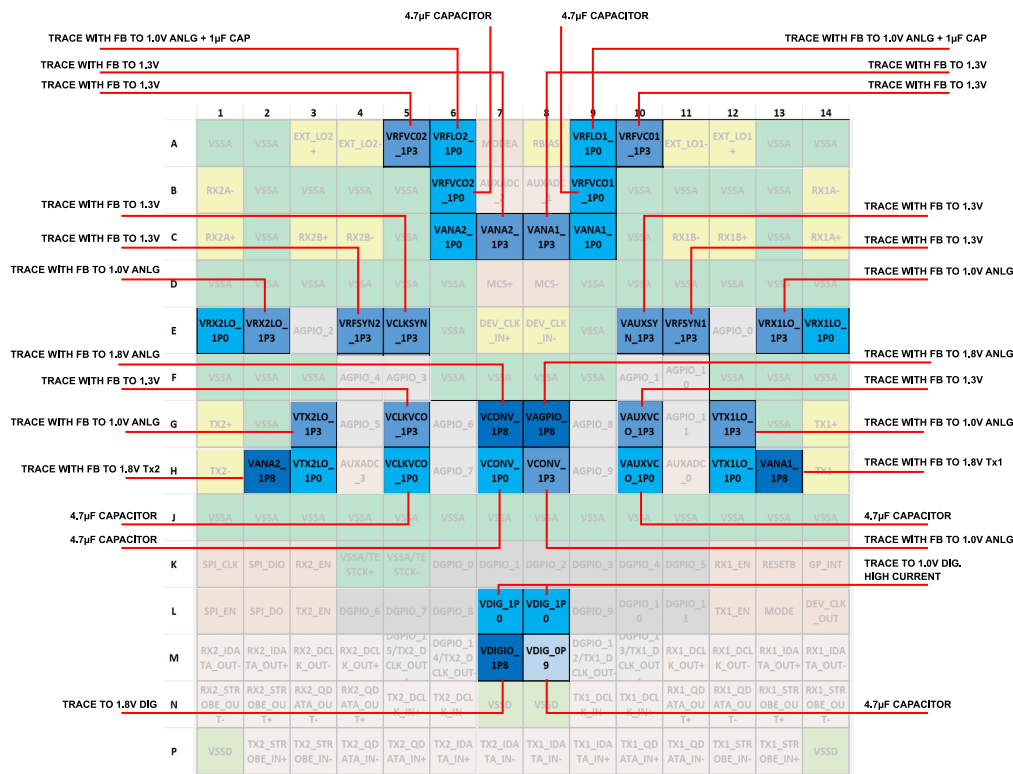 4.7µF CAPACITOR 4.7µF CAPACITOR
TRACE WITH FB TO 1.0V ANLG + 1µF CAP TRACE WITH FB TO 1.0V ANLG + 1µF CAP
TRACE WITH FB TO 1.3V TRACE WITH FB TO 1.3V
TRACE WITH FB TO 1.3V TRACE WITH FB TO 1.3V
1 2 3 4 5 6 7 8 9 10 11 12 13 14
A VSSA VSSA EXT_LO2+ EXT_LO2- VRFVC02_1P3 VRFLO2_1P0 MODEA RBIAS VRFLO1_1P0 VRFVC01_1P3 EXT_LO1- EXT_LO1+ VSSA VSSA
B RX2A- VSSA VSSA VSSA VSSA VRFVCO2_1P0 AUXADC_ AUXADC_1 VRFVCO1_1P0 VSSA VSSA VSSA VSSA RX1A-
TRACE WITH FB TO 1.3V TRACE WITH FB TO 1.3V
C RX2A+ VSSA RX2B+ RX2B- VSSA VANA2_1P0 VANA2_1P3 VANA1_1P3 VANA1_1P0 VSSA RX1B- RX1B+ VSSA RX1A+
TRACE WITH FB TO 1.3V TRACE WITH FB TO 1.3V
TRACE WITH FB TO 1.0V ANLG TRACE WITH FB TO 1.0V ANLG
D VSSA VSSA VSSA VSSA VSSA VSSA MCS+ MCS- VSSA VSSA VSSA VSSA VSSA VSSA
E VRX2LO_1P0 VRX2LO_1P3 AGPIO_2 VRFSYN2_1P3 VCLKSYN_1P3 VSSA DEV_CLK_IN+ DEV_CLK_IN- VSSA VAUXSYN_1P3 VRFSYN1_1P3 AGPIO_0 VRX1LO_1P3 VRX1LO_1P0
TRACE WITH FB TO 1.8V ANLG TRACE WITH FB TO 1.8V ANLG
F VSSA VSSA VSSA AGPIO_4 AGPIO_3 VSSA VSSA VSSA VSSA AGPIO_1 AGPIO_10 VSSA VSSA VSSA
TRACE WITH FB TO 1.3V TRACE WITH FB TO 1.3V
G TX2+ VSSA VTX2LO_1P3 AGPIO_5 VCLKVCO_1P3 AGPIO_6 VCONV_1P8 VAGPIO_1P8 AGPIO_8 VAUXVCO_1P3 AGPIO_11 VTX1LO_1P3 VSSA TX1+
TRACE WITH FB TO 1.0V ANLG TRACE WITH FB TO 1.0V ANLG
H TX2- VANA2_1P8 VTX2LO_1P0 AUXADC_3 VCLKVCO_1P0 AGPIO_7 VCONV_1P0 VCONV_1P3 AGPIO_9 VAUXVCO_1P0 AUXADC_0 VTX1LO_1P0 VANA1_1P8 TX1-
TRACE WITH FB TO 1.8V Tx2 TRACE WITH FB TO 1.8V Tx1
J VSSA VSSA VSSA VSSA VSSA VSSA VSSA VSSA VSSA VSSA VSSA VSSA VSSA VSSA
4.7µF CAPACITOR 4.7µF CAPACITOR
4.7µF CAPACITOR TRACE WITH FB TO 1.0V ANLG
K SPI_CLK SPI_DIO RX2_EN VSSA/TESTCK+ VSSA/TESTCK- DGPIO_0 DGPIO_1 DGPIO_2 DGPIO_3 DGPIO_4 DGPIO_5 RX1_EN RESETB GP_INT
TRACE TO 1.0V DIG.
HIGH CURRENT
L SPI_EN SPI_DO TX2_EN DGPIO_6 DGPIO_7 DGPIO_8 VDIG_1P0 VDIG_1P0 DGPIO_9 DGPIO_10 DGPIO_11 TX1_EN MODE DEV_CLK_OUT
M RX2_IDATA_OUT- RX2_IDATA_OUT+ RX2_DCLK_OUT- RX2_DCLK_OUT+ DGPIO_15/TX2_DCLK_OUT+ DGPIO_14/TX2_DCLK_OUT- VDIGIO_1P8 VDIG_0P9 DGPIO_12/TX1_DCLK_OUT- DGPIO_13/TX1_DCLK_OUT+ RX1_DCLK_OUT- RX1_DCLK_OUT+ RX1_IDATA_OUT+ RX1_IDATA_OUT-
N RX2_STROBE_OUT- RX2_STROBE_OUT+ RX2_QDATA_OUT- RX2_QDATA_OUT+ TX2_DCLK_IN+ TX2_DCLK_IN- VSSD VSSD TX1_DCLK_IN- TX1_DCLK_IN+ RX1_QDATA_OUT+ RX1_QDATA_OUT- RX1_STROBE_OUT+ RX1_STROBE_OUT-
TRACE TO 1.8V DIG 4.7µF CAPACITOR
P VSSD TX2_STROBE_IN+ TX2_STROBE_IN- TX2_QDATA_IN- TX2_QDATA_IN+ TX2_IDATA_IN+ TX2_IDATA_IN- TX1_IDATA_IN- TX1_IDATA_IN+ TX1_QDATA_IN+ TX1_QDATA_IN- TX1_STROBE_IN- TX1_STROBE_IN+ VSSD